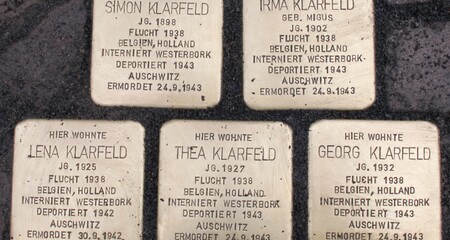 SIMON KLARFELD
JG. 1898
FLUCHT 1938
BELGIEN, HOLLAND
INTERNIERT WESTERBORK
DEPORTIERT 1943
AUSCHWITZ
ERMORDET 24.9.1943
IRMA KLARFELD
GEB. MIGUS
JG. 1902
FLUCHT 1938
BELGIEN, HOLLAND
INTERNIERT WESTERBORK
DEPORTIERT 1943
AUSCHWITZ
ERMORDET 24.9.1943
HIER WOHNTE
LENA KLARFELD
JG. 1925
FLUCHT 1938
BELGIEN, HOLLAND
INTERNIERT WESTERBORK
DEPORTIERT 1942
AUSCHWITZ
ERMORDET 30.9.1942
HIER WOHNTE
THEA KLARFELD
JG. 1927
FLUCHT 1938
BELGIEN, HOLLAND
INTERNIERT WESTERBORK
DEPORTIERT 1943
AUSCHWITZ
ERMORDET 24.9.1943
HIER WOHNTE
GEORG KLARFELD
JG. 1932
FLUCHT 1938
BELGIEN, HOLLAND
INTERNIERT WESTERBORK
DEPORTIERT 1943
AUSCHWITZ
ERMORDET 24.9.1943